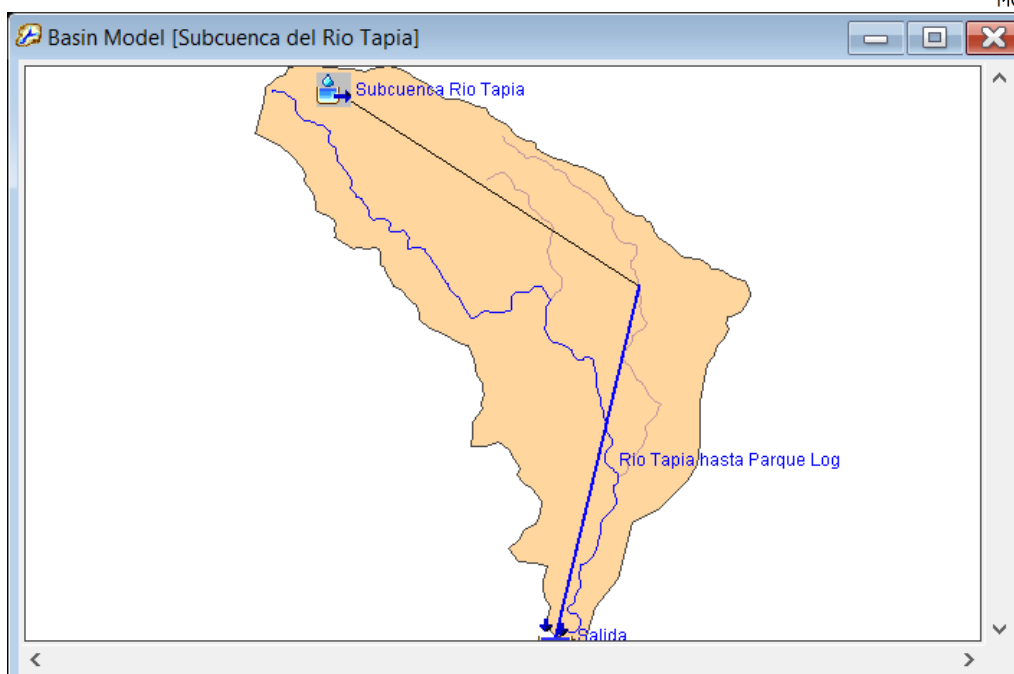 Basin Model [Subcuenca del Rio Tapia]
Subcuenca Rio Tapia
Rio Tapia hasta Parque Log
Salida